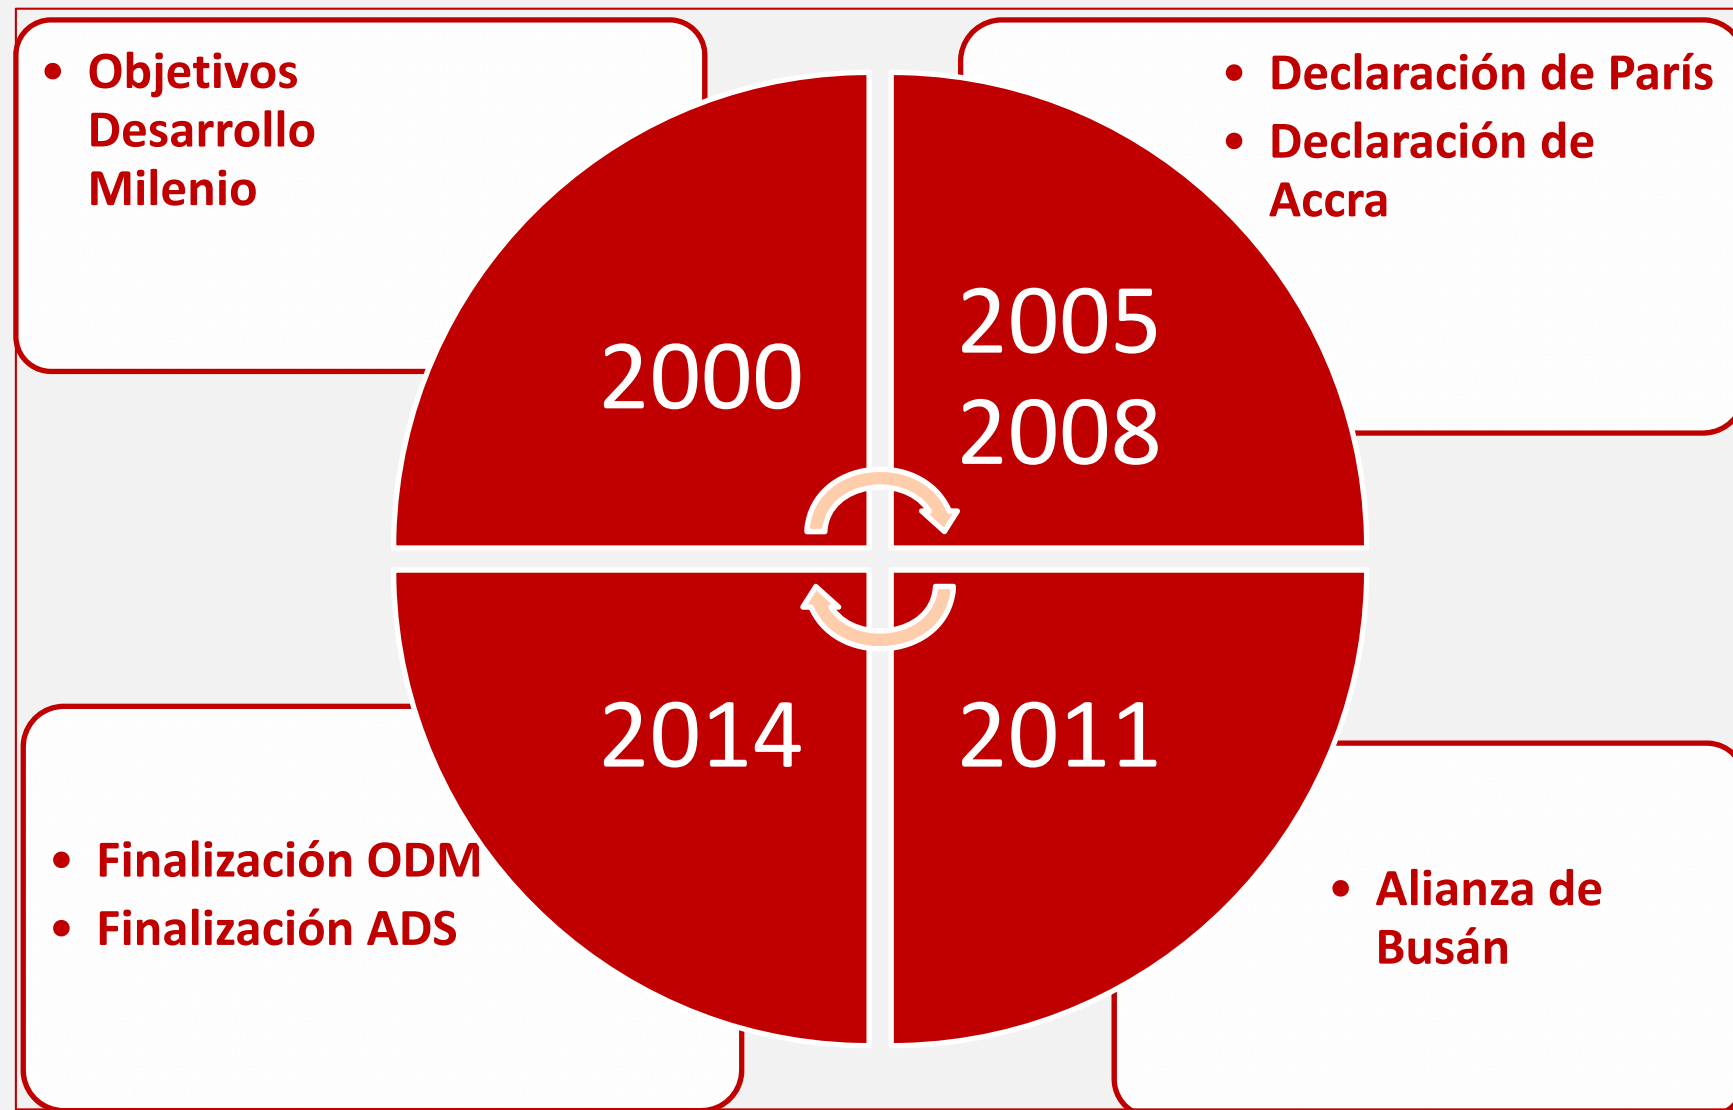 • Objetivos
Desarrollo
Milenio
• Declaración de París
• Declaración de
Accra
2000
2005
2008
2014
2011
• Finalización ODM
• Finalización ADS
• Alianza de
Busán